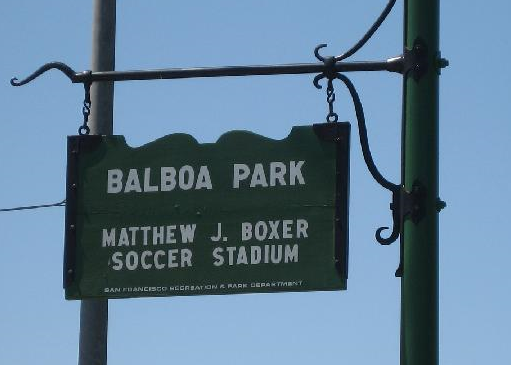 BALBOA PARK
MATTHEW J. BOXER
SOCCER STADIUM
SAN FRANCISCO RECREATION & PARK DEPARTMENT